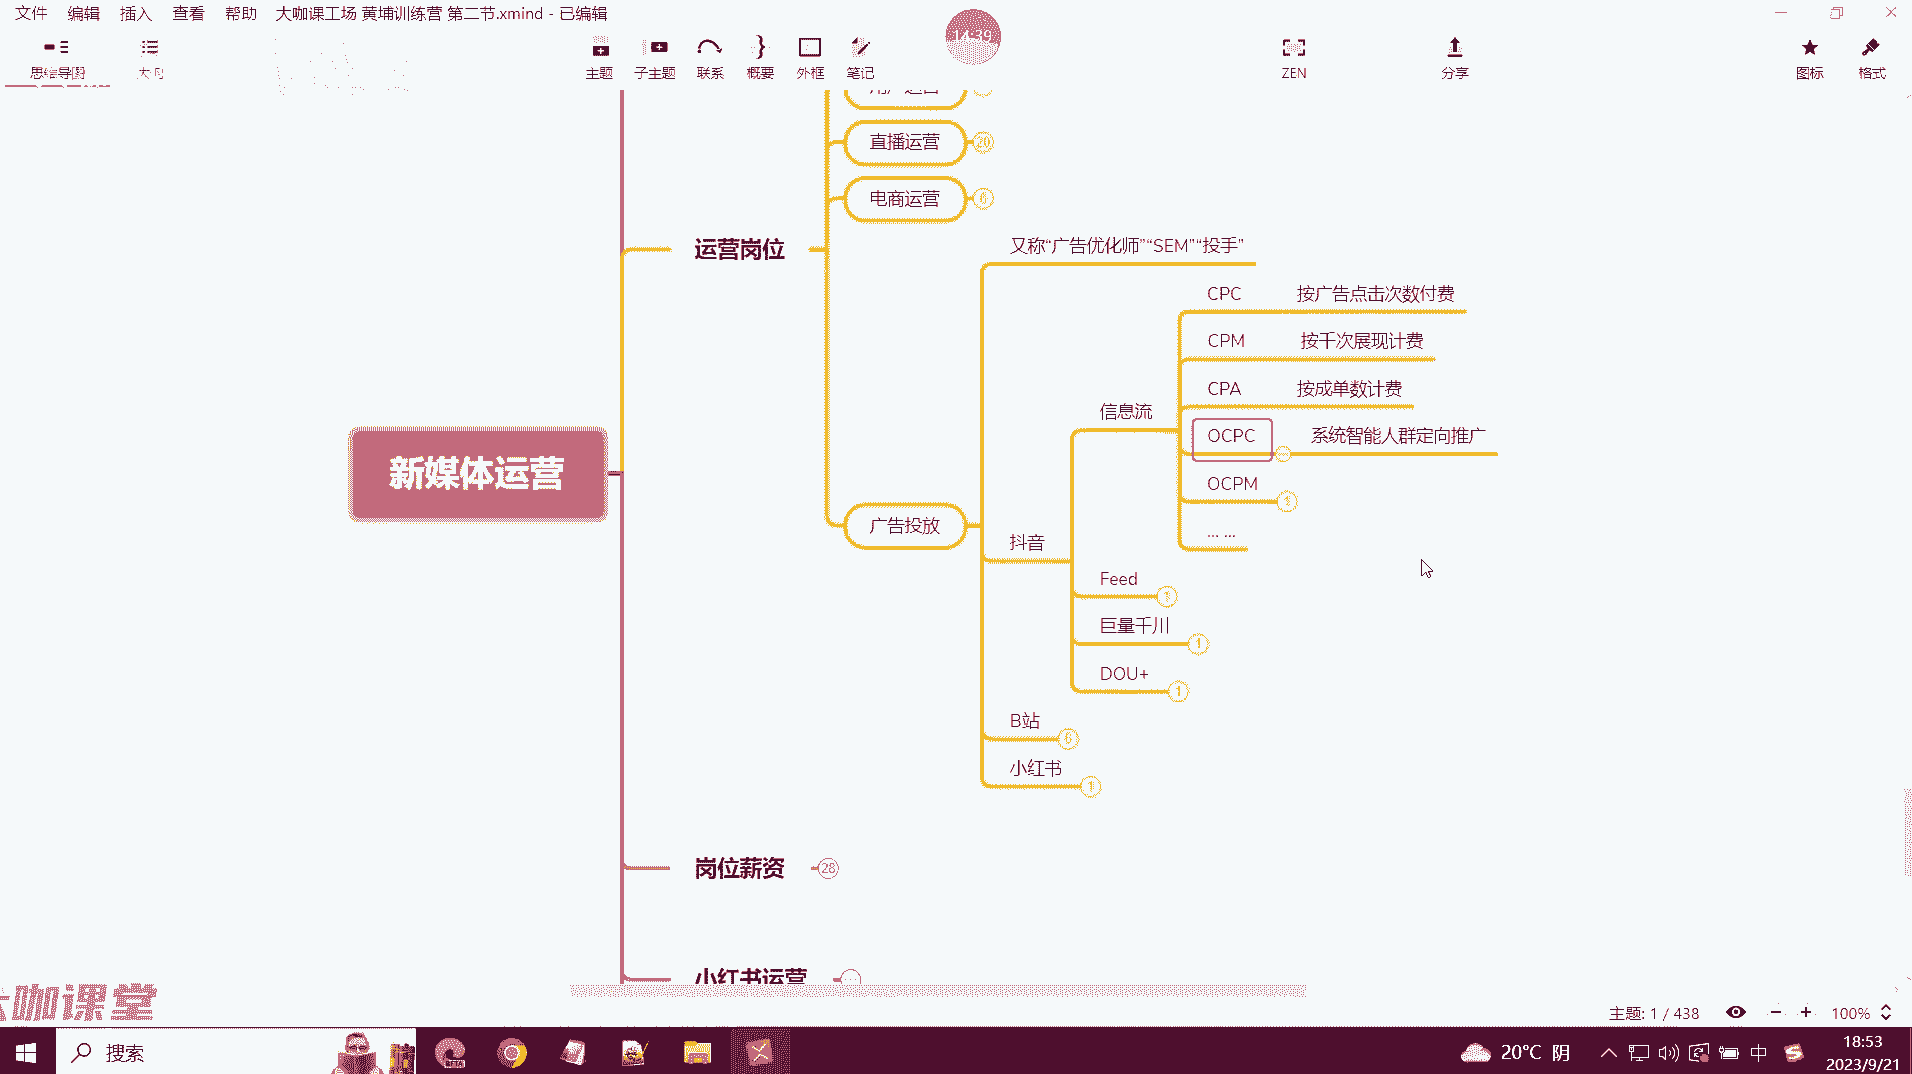 文件 编辑 插入 查看 帮助 大咖课工场 黄埔训练营 第二节.xmind - 已编辑
思维导图
主题 子主题 联系 概要 外框 笔记
14:39
ZEN
分享
图标 格式
用户运营
直播运营 20
电商运营 6
运营岗位
又称“广告优化师”“SEM”“投手”
CPC 按广告点击次数付费
CPM 按千次展现计费
CPA 按成单数计费
信息流
OCPC 系统智能人群定向推广
新媒体运营
OCPM 1
广告投放
... ...
抖音
Feed 1
巨量千川 1
DOU+ 1
B站 6
小红书 1
岗位薪资 28
小红书运营
大咖课堂
主题: 1 / 438 100%
搜索
20°C 阴
中
18:53
2023/9/21